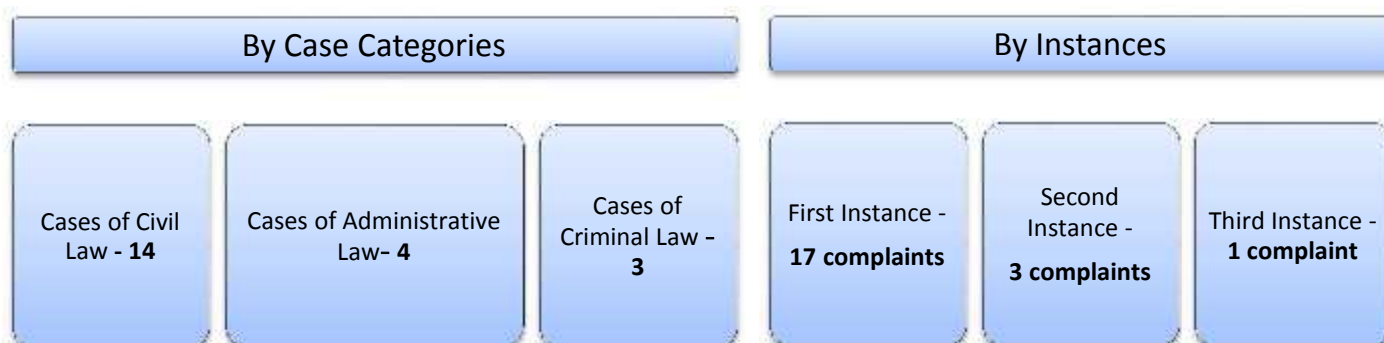 By Case Categories
By Instances
Cases of Civil
Law - 14
Cases of Administrative
Law– 4
Cases of
Criminal Law –
3
First Instance -
17 complaints
Second
Instance -
3 complaints
Third Instance -
1 complaint